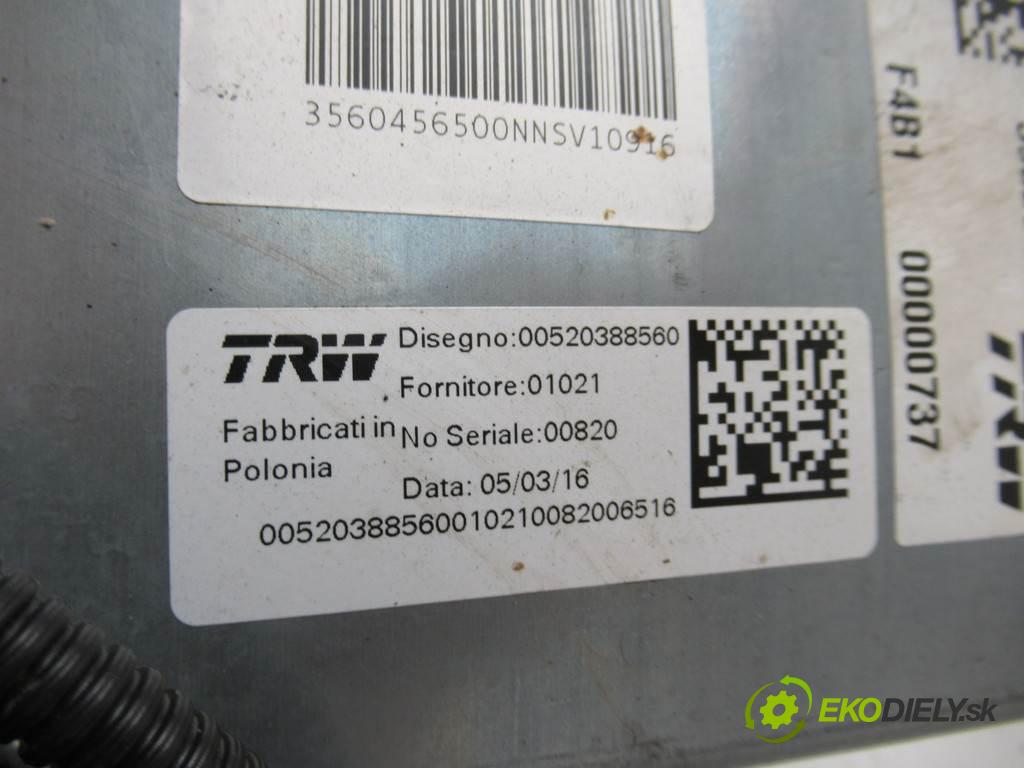 3560456500NNSV10916
TRW
Disegno:00520388560
Fornitore:01021
Fabbricati in
Polonia
No Seriale:00820
Data: 05/03/16
00520388560010210082006516
F4B1
00000737
TRW
EKODIELY.sk